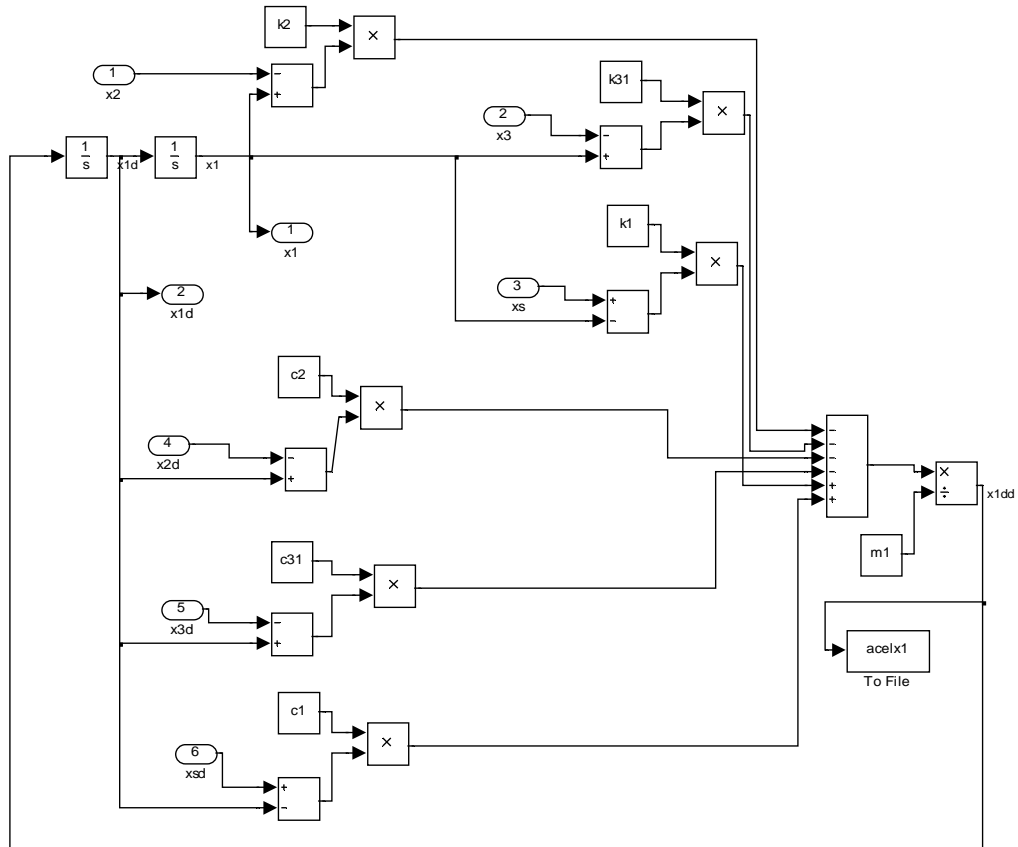 k2
×
1
x2
−
+
k31
×
2
x3
−
+
1
s
x1d
1
s
x1
1
x1
k1
×
3
xs
+
−
2
x1d
c2
×
4
x2d
−
+
−
−
−
−
+
+
×
÷
x1dd
m1
c31
×
5
x3d
−
+
acelx1
To File
c1
×
6
xsd
+
−